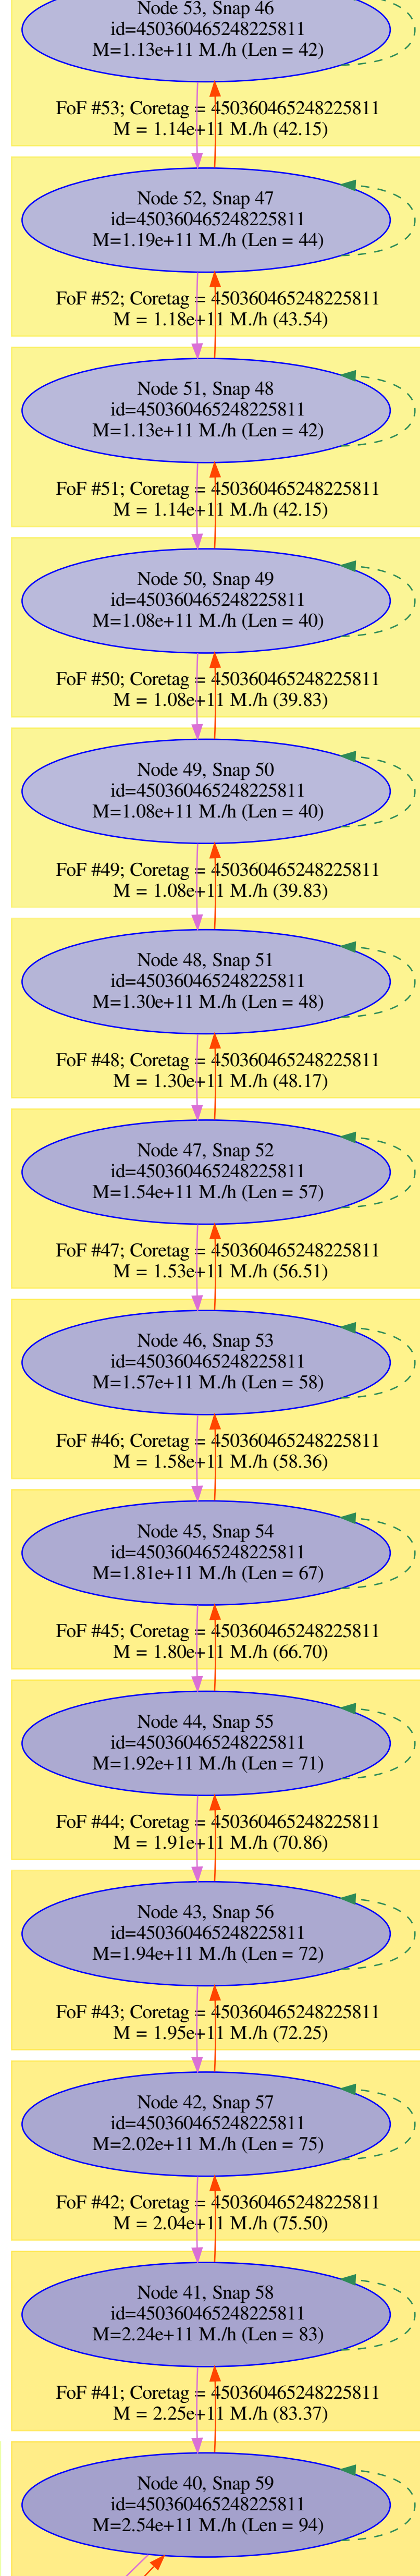 Node 53, Snap 46
id=450360465248225811
M=1.13e+11 M./h (Len = 42)
FoF #53; Coretag = 450360465248225811
M = 1.14e+11 M./h (42.15)
Node 52, Snap 47
id=450360465248225811
M=1.19e+11 M./h (Len = 44)
FoF #52; Coretag = 450360465248225811
M = 1.18e+11 M./h (43.54)
Node 51, Snap 48
id=450360465248225811
M=1.13e+11 M./h (Len = 42)
FoF #51; Coretag = 450360465248225811
M = 1.14e+11 M./h (42.15)
Node 50, Snap 49
id=450360465248225811
M=1.08e+11 M./h (Len = 40)
FoF #50; Coretag = 450360465248225811
M = 1.08e+11 M./h (39.83)
Node 49, Snap 50
id=450360465248225811
M=1.08e+11 M./h (Len = 40)
FoF #49; Coretag = 450360465248225811
M = 1.08e+11 M./h (39.83)
Node 48, Snap 51
id=450360465248225811
M=1.30e+11 M./h (Len = 48)
FoF #48; Coretag = 450360465248225811
M = 1.30e+11 M./h (48.17)
Node 47, Snap 52
id=450360465248225811
M=1.54e+11 M./h (Len = 57)
FoF #47; Coretag = 450360465248225811
M = 1.53e+11 M./h (56.51)
Node 46, Snap 53
id=450360465248225811
M=1.57e+11 M./h (Len = 58)
FoF #46; Coretag = 450360465248225811
M = 1.58e+11 M./h (58.36)
Node 45, Snap 54
id=450360465248225811
M=1.81e+11 M./h (Len = 67)
FoF #45; Coretag = 450360465248225811
M = 1.80e+11 M./h (66.70)
Node 44, Snap 55
id=450360465248225811
M=1.92e+11 M./h (Len = 71)
FoF #44; Coretag = 450360465248225811
M = 1.91e+11 M./h (70.86)
Node 43, Snap 56
id=450360465248225811
M=1.94e+11 M./h (Len = 72)
FoF #43; Coretag = 450360465248225811
M = 1.95e+11 M./h (72.25)
Node 42, Snap 57
id=450360465248225811
M=2.02e+11 M./h (Len = 75)
FoF #42; Coretag = 450360465248225811
M = 2.04e+11 M./h (75.50)
Node 41, Snap 58
id=450360465248225811
M=2.24e+11 M./h (Len = 83)
FoF #41; Coretag = 450360465248225811
M = 2.25e+11 M./h (83.37)
Node 40, Snap 59
id=450360465248225811
M=2.54e+11 M./h (Len = 94)